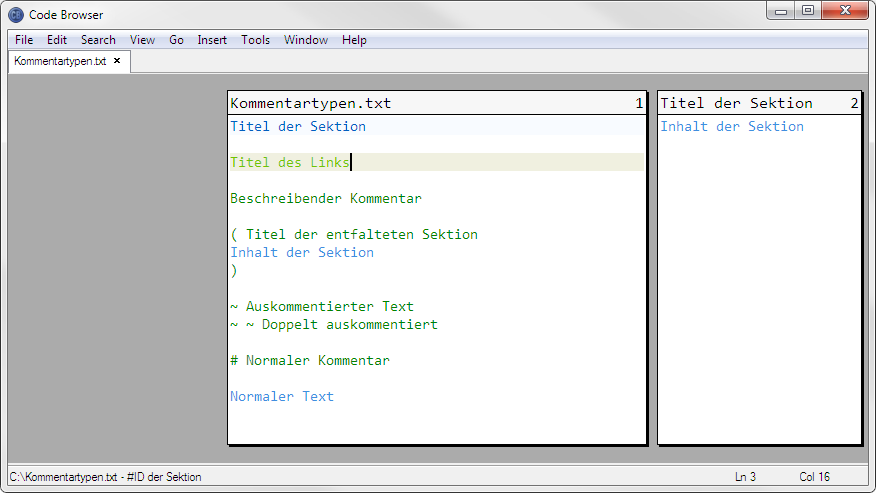 Code Browser
File Edit Search View Go Insert Tools Window Help
Kommentartypen.txt
Kommentartypen.txt 1
Titel der Sektion
Titel des Links
Beschreibender Kommentar
( Titel der entfalteten Sektion
Inhalt der Sektion
)
~ Auskommentierter Text
~ ~ Doppelt auskommentiert
# Normaler Kommentar
Normaler Text
Titel der Sektion 2
Inhalt der Sektion
C:\Kommentartypen.txt - #ID der Sektion Ln 3 Col 16